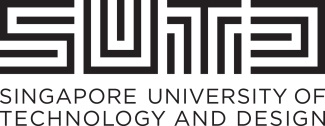 SUTD
SINGAPORE UNIVERSITY OF
TECHNOLOGY AND DESIGN